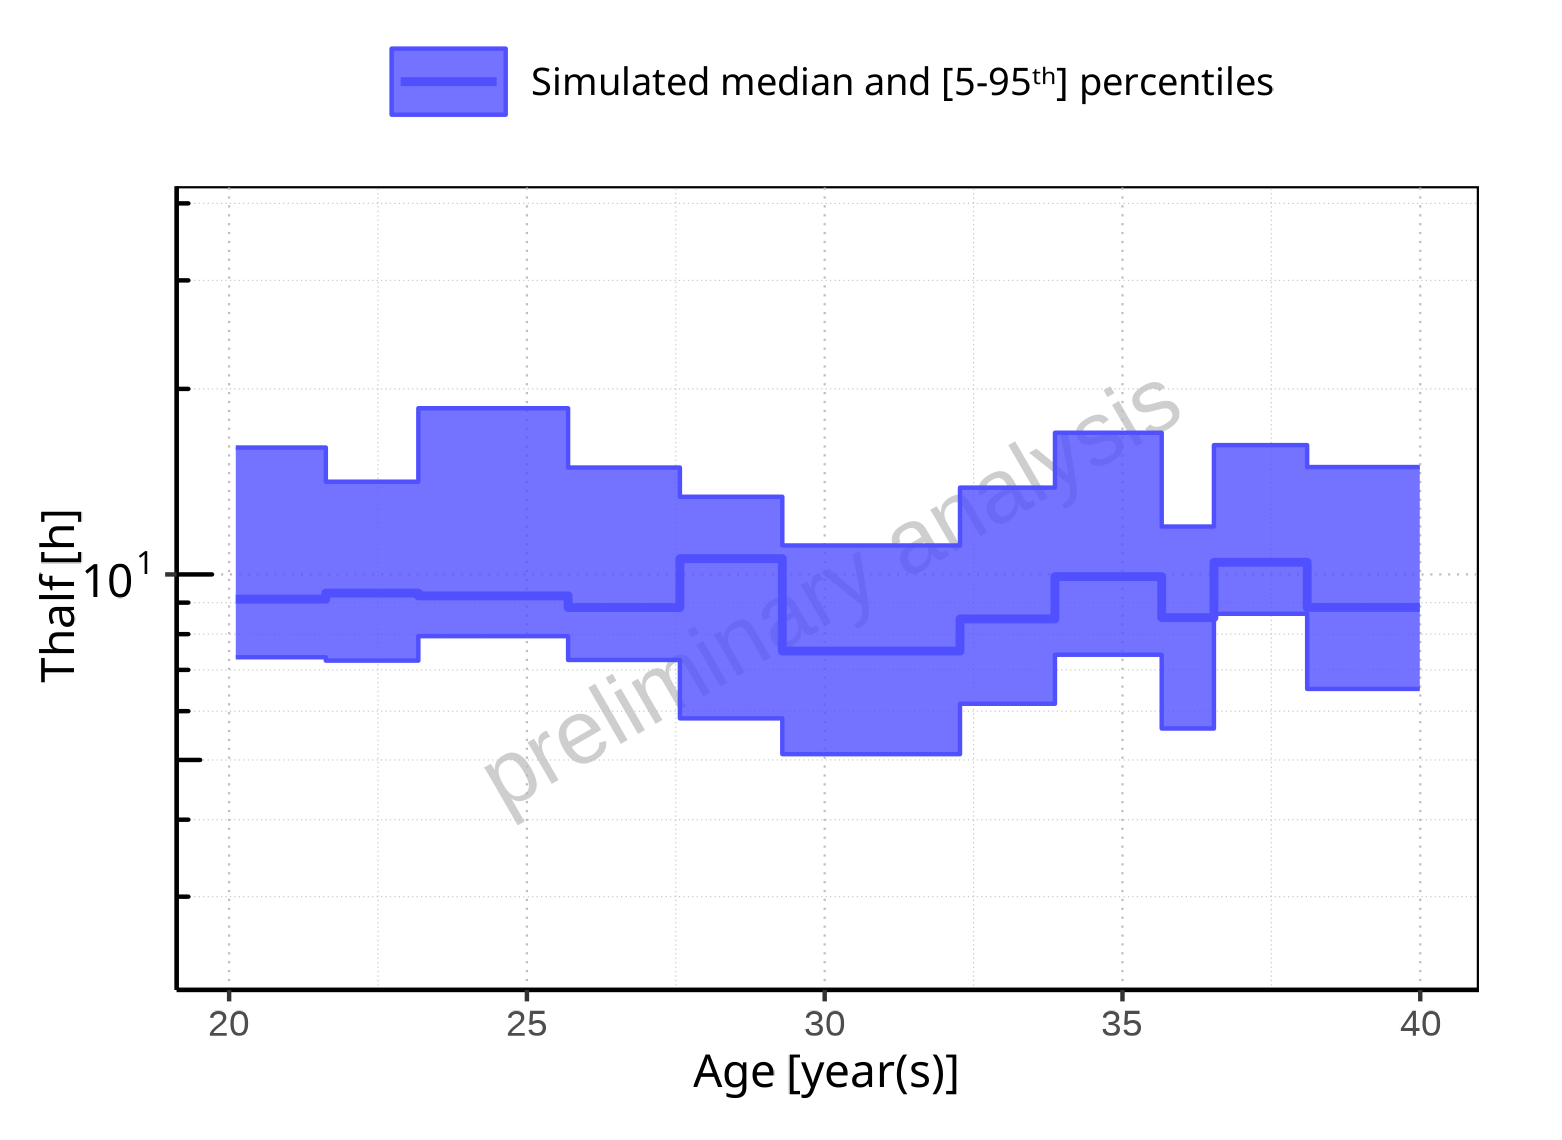 Simulated median and [5-95ᵗʰ] percentiles
Thalf [h]
10¹
preliminary analysis
20 25 30 35 40
Age [year(s)]